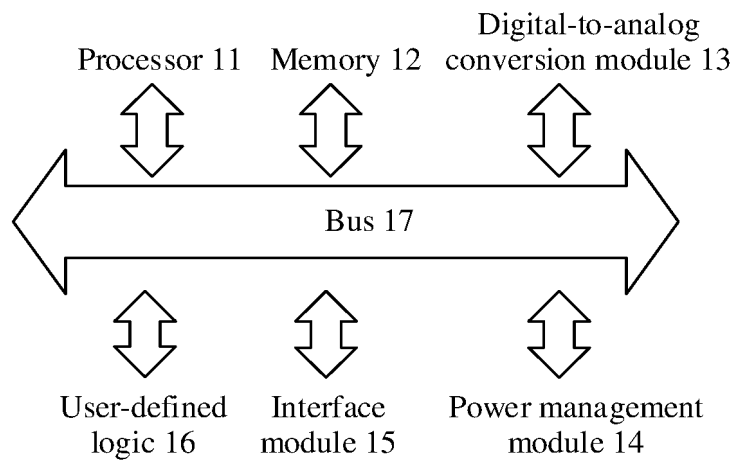 Processor 11
Memory 12
Digital-to-analog
conversion module 13
Bus 17
User-defined
logic 16
Interface
module 15
Power management
module 14